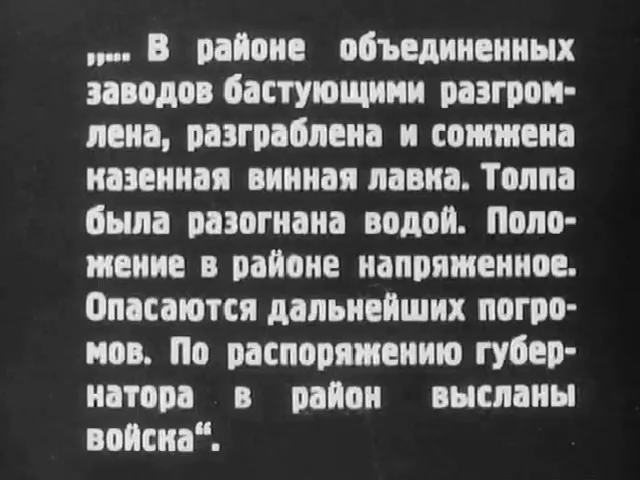 „... В районе объединенных
заводов бастующими разгром-
лена, разграблена и сожжена
казенная винная лавка. Толпа
была разогнана водой. Поло-
жение в районе напряженное.
Опасаются дальнейших погро-
мов. По распоряжению губер-
натора в район высланы
войска“.